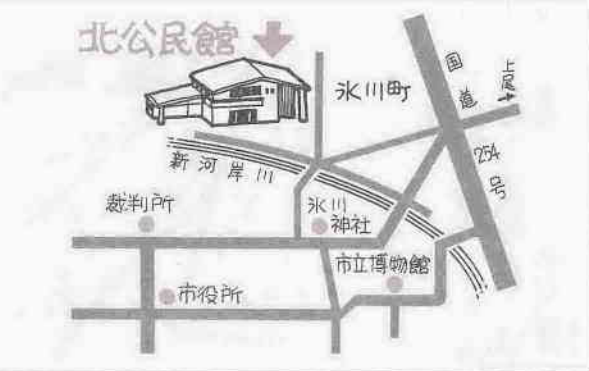 北公民館
氷川町
国道
254号
上尾
新河岸川
裁判所
氷川
神社
市立博物館
市役所